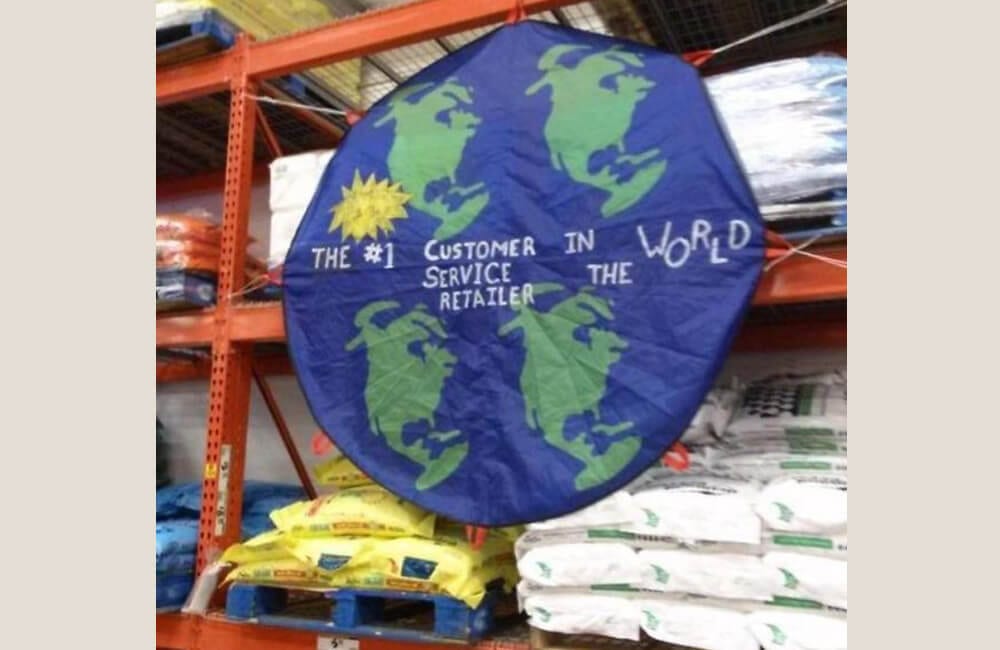 THE #1 CUSTOMER IN WORLD
SERVICE THE
RETAILER